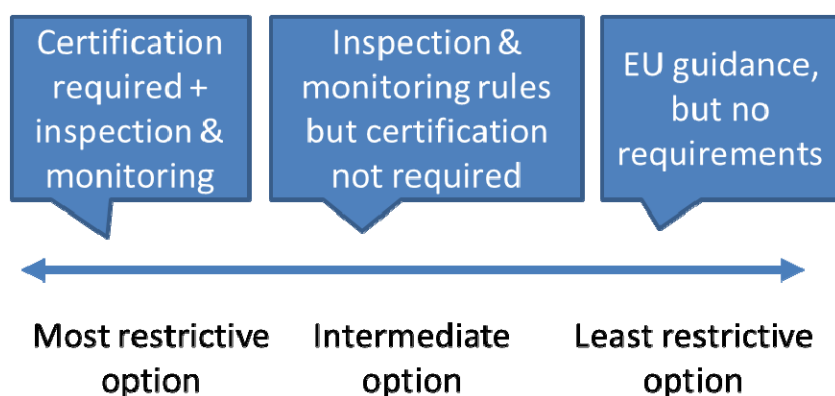 Certification
required +
inspection &
monitoring
Inspection &
monitoring rules
but certification
not required
EU guidance,
but no
requirements
Most restrictive
option
Intermediate
option
Least restrictive
option